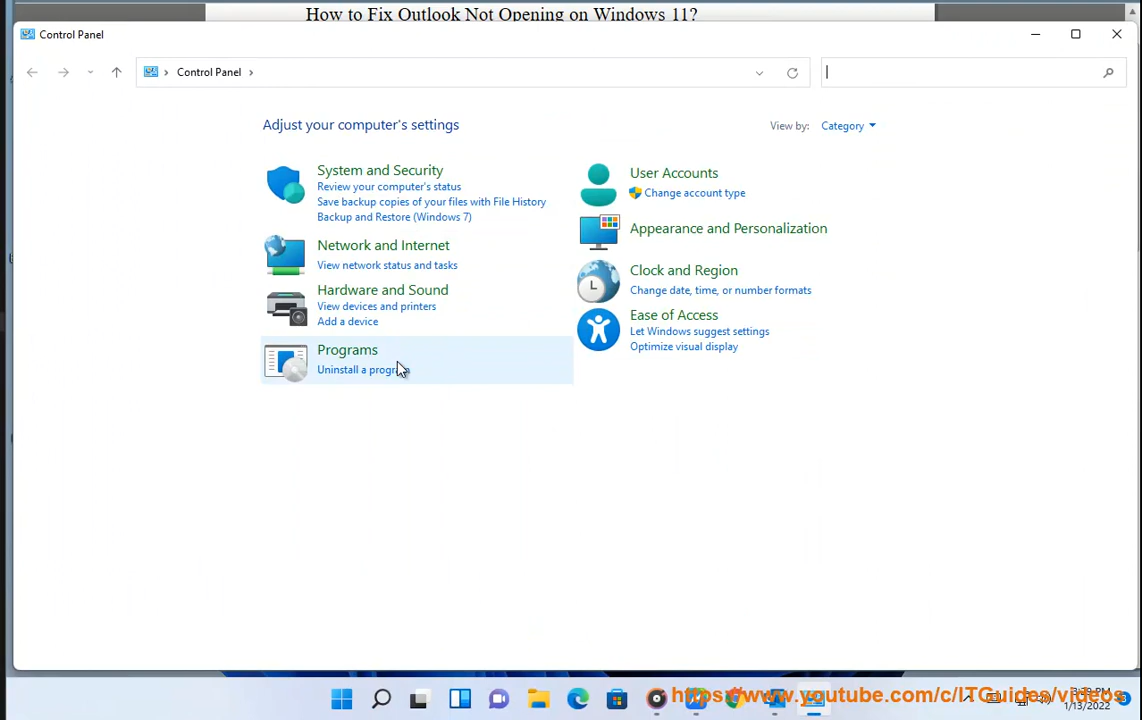 How to Fix Outlook Not Opening on Windows 11?
Control Panel
Control Panel
Adjust your computer's settings
View by: Category
System and Security
Review your computer's status
Save backup copies of your files with File History
Backup and Restore (Windows 7)
Network and Internet
View network status and tasks
Hardware and Sound
View devices and printers
Add a device
Programs
Uninstall a program
User Accounts
Change account type
Appearance and Personalization
Clock and Region
Change date, time, or number formats
Ease of Access
Let Windows suggest settings
Optimize visual display
https://www.youtube.com/c/ITGuides/videos
1/13/2022